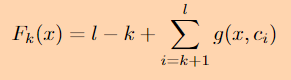 $F_k(x) = l - k + \sum_{i=k+1}^{l} g(x, c_i)$